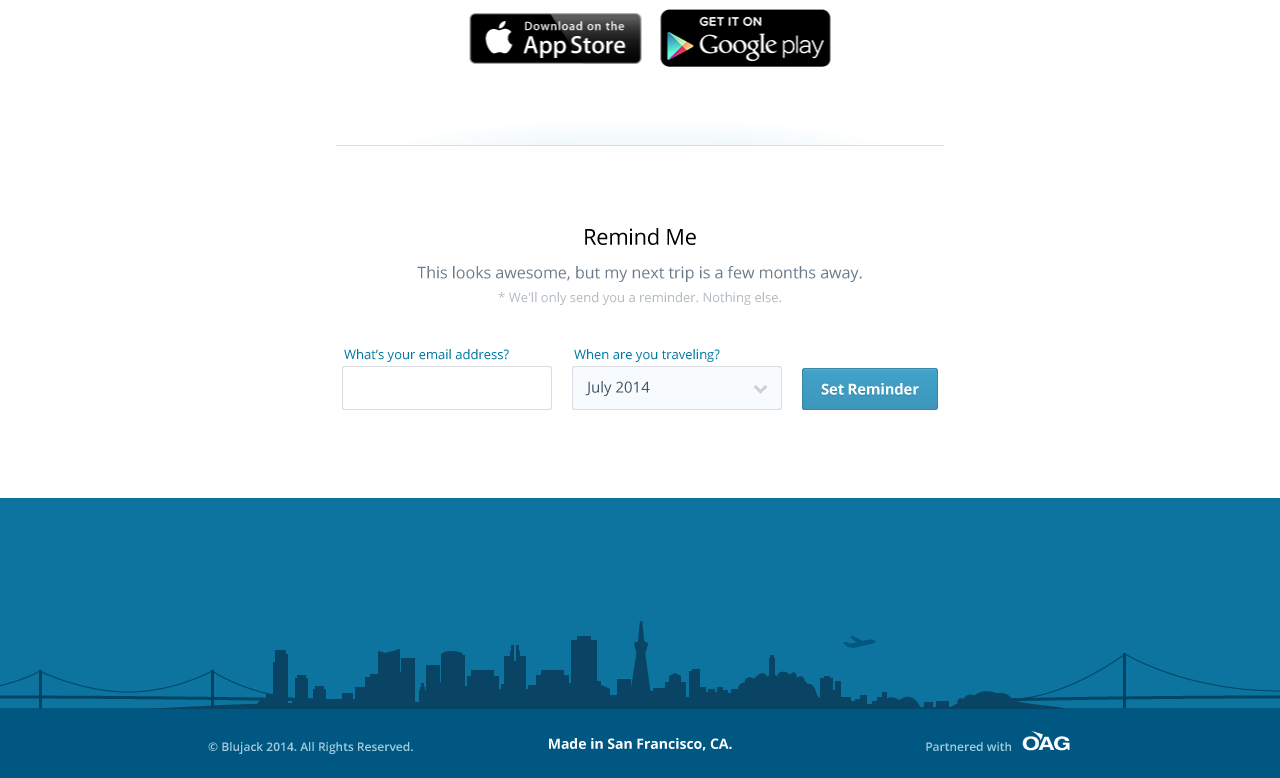 Download on the
App Store
GET IT ON
Google play
Remind Me
This looks awesome, but my next trip is a few months away.
* We'll only send you a reminder. Nothing else.
What's your email address?
When are you traveling?
July 2014
Set Reminder
© Blujack 2014. All Rights Reserved.
Made in San Francisco, CA.
Partnered with OAG